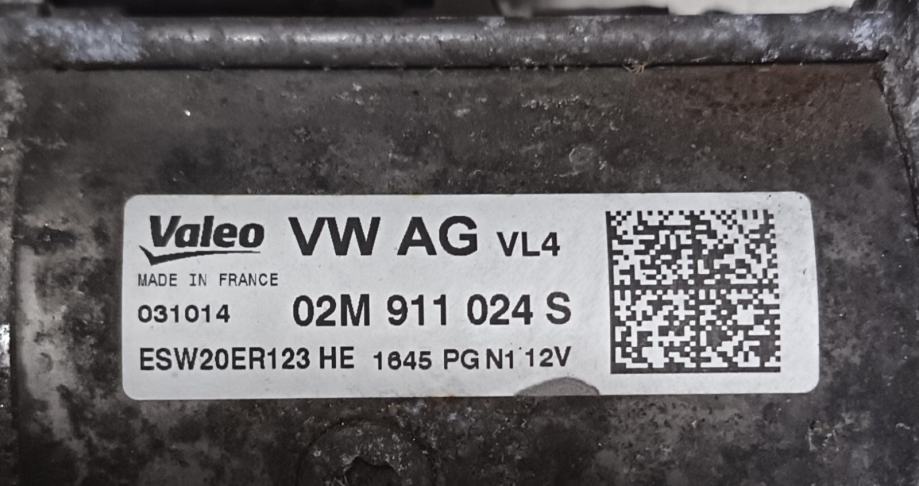 Valeo VW AG VL4
MADE IN FRANCE
031014 02M 911 024 S
ESW20ER123 HE 1645 PG N1 12V